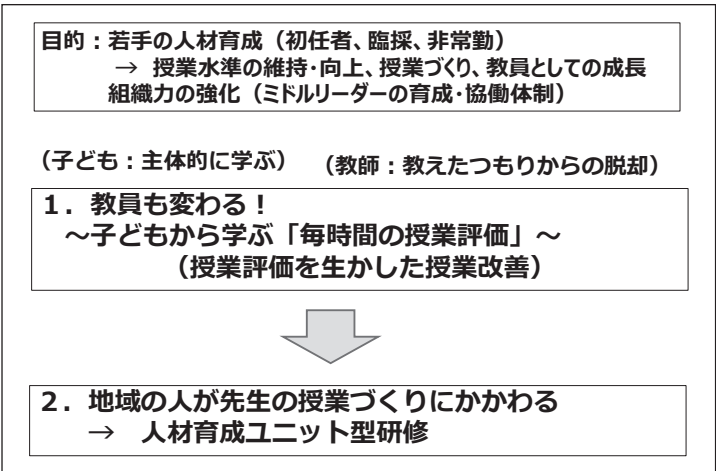 目的：若手の人材育成（初任者、臨採、非常勤）
→ 授業水準の維持・向上、授業づくり、教員としての成長
組織力の強化（ミドルリーダーの育成・協働体制）
（子ども：主体的に学ぶ）（教師：教えたつもりからの脱却）
１．教員も変わる！
～子どもから学ぶ「毎時間の授業評価」～
（授業評価を生かした授業改善）
２．地域の人が先生の授業づくりにかかわる
→ 人材育成ユニット型研修